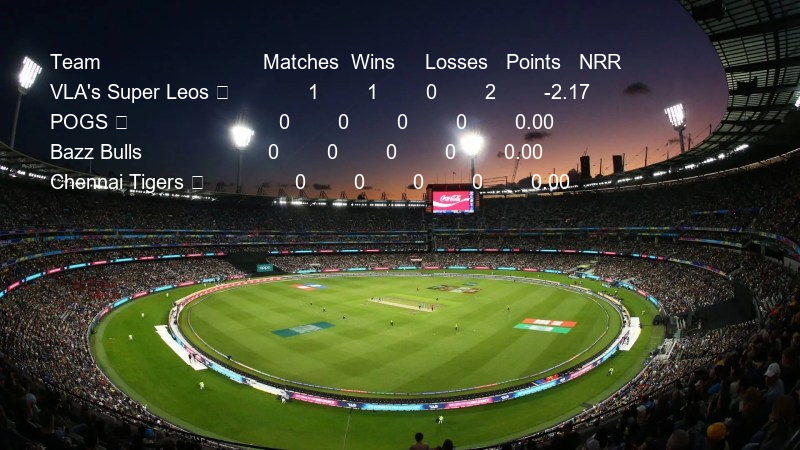 Team Matches Wins Losses Points NRR
VLA's Super Leos 1 1 0 2 -2.17
POGS 0 0 0 0 0.00
Bazz Bulls 0 0 0 0 0.00
Chennai Tigers 0 0 0 0 0.00
Coca-Cola